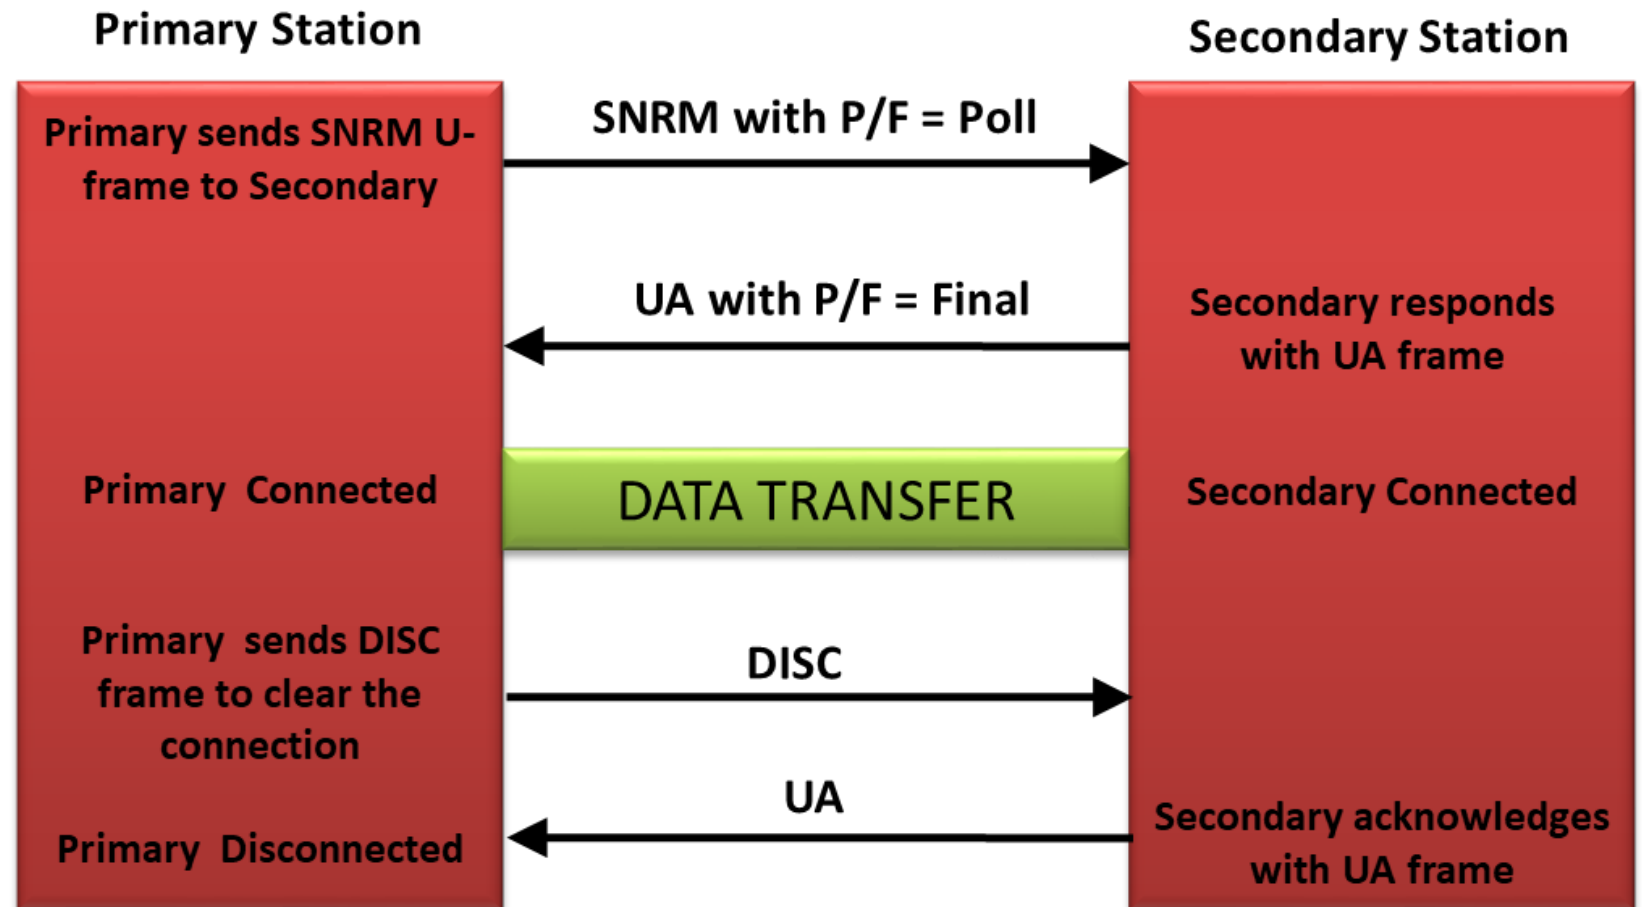 Primary Station
Secondary Station
Primary sends SNRM U-
frame to Secondary
SNRM with P/F = Poll
UA with P/F = Final
Secondary responds
with UA frame
Primary  Connected
DATA TRANSFER
Secondary Connected
Primary  sends DISC
frame to clear the
connection
DISC
UA
Primary  Disconnected
Secondary acknowledges
with UA frame